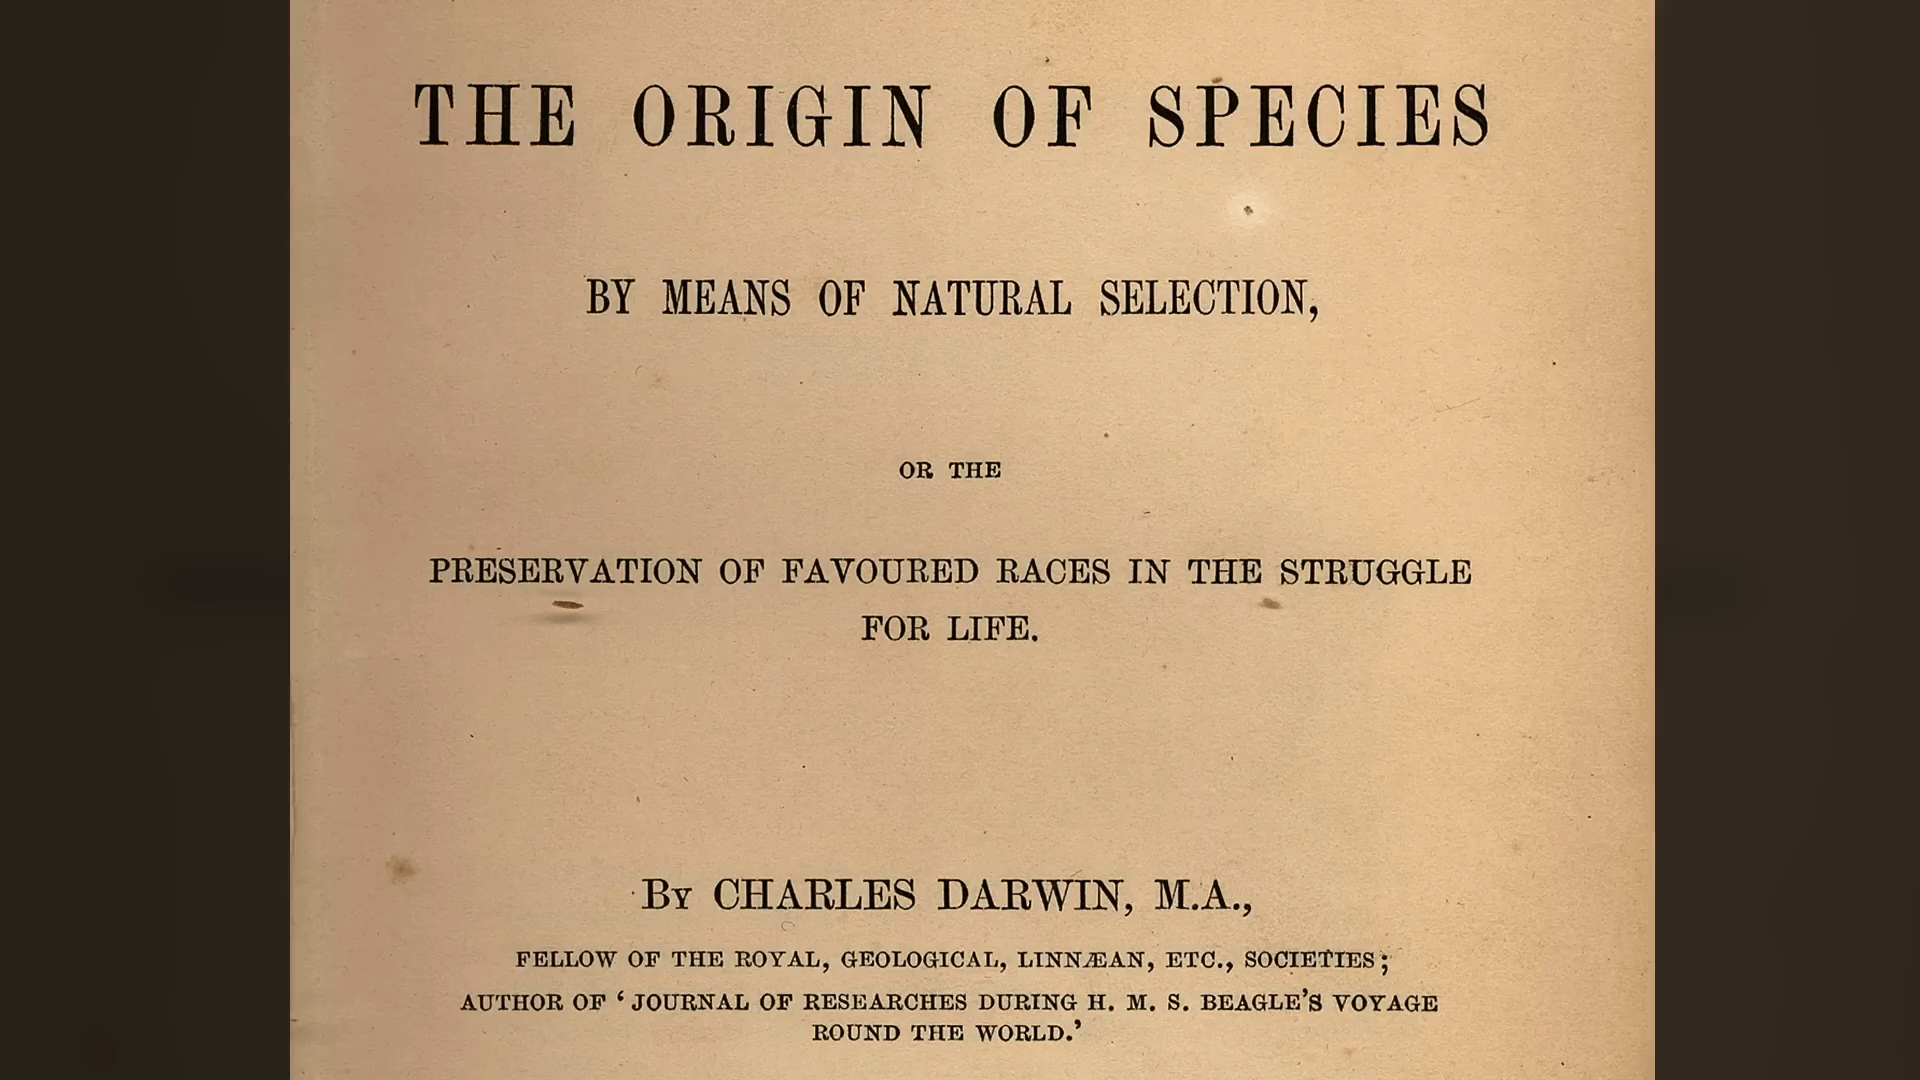 THE ORIGIN OF SPECIES
BY MEANS OF NATURAL SELECTION,
OR THE
PRESERVATION OF FAVOURED RACES IN THE STRUGGLE
FOR LIFE.
By CHARLES DARWIN, M.A.,
FELLOW OF THE ROYAL, GEOLOGICAL, LINNÆAN, ETC., SOCIETIES;
AUTHOR OF ‘JOURNAL OF RESEARCHES DURING H. M. S. BEAGLE'S VOYAGE
ROUND THE WORLD.’